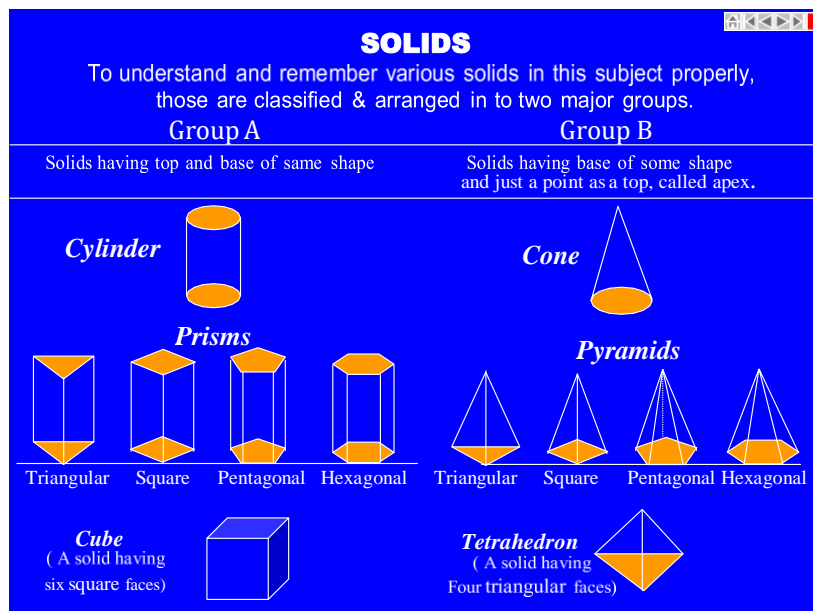 SOLIDS
To understand and remember various solids in this subject properly,
those are classified & arranged in to two major groups.
Group A
Solids having top and base of same shape
Cylinder
Prisms
Triangular Square Pentagonal Hexagonal
Cube
( A solid having
six square faces)
Group B
Solids having base of some shape
and just a point as a top, called apex.
Cone
Pyramids
Triangular Square Pentagonal Hexagonal
Tetrahedron
( A solid having
Four triangular faces)